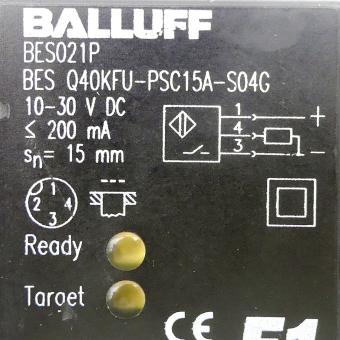 BALLUFF
BES021P
BES Q40KFU-PSC15A-S04G
10-30 V DC
≤ 200 mA
sn= 15 mm
1 +
4
3 −
1
2 4
3
Ready
Target
CE F1